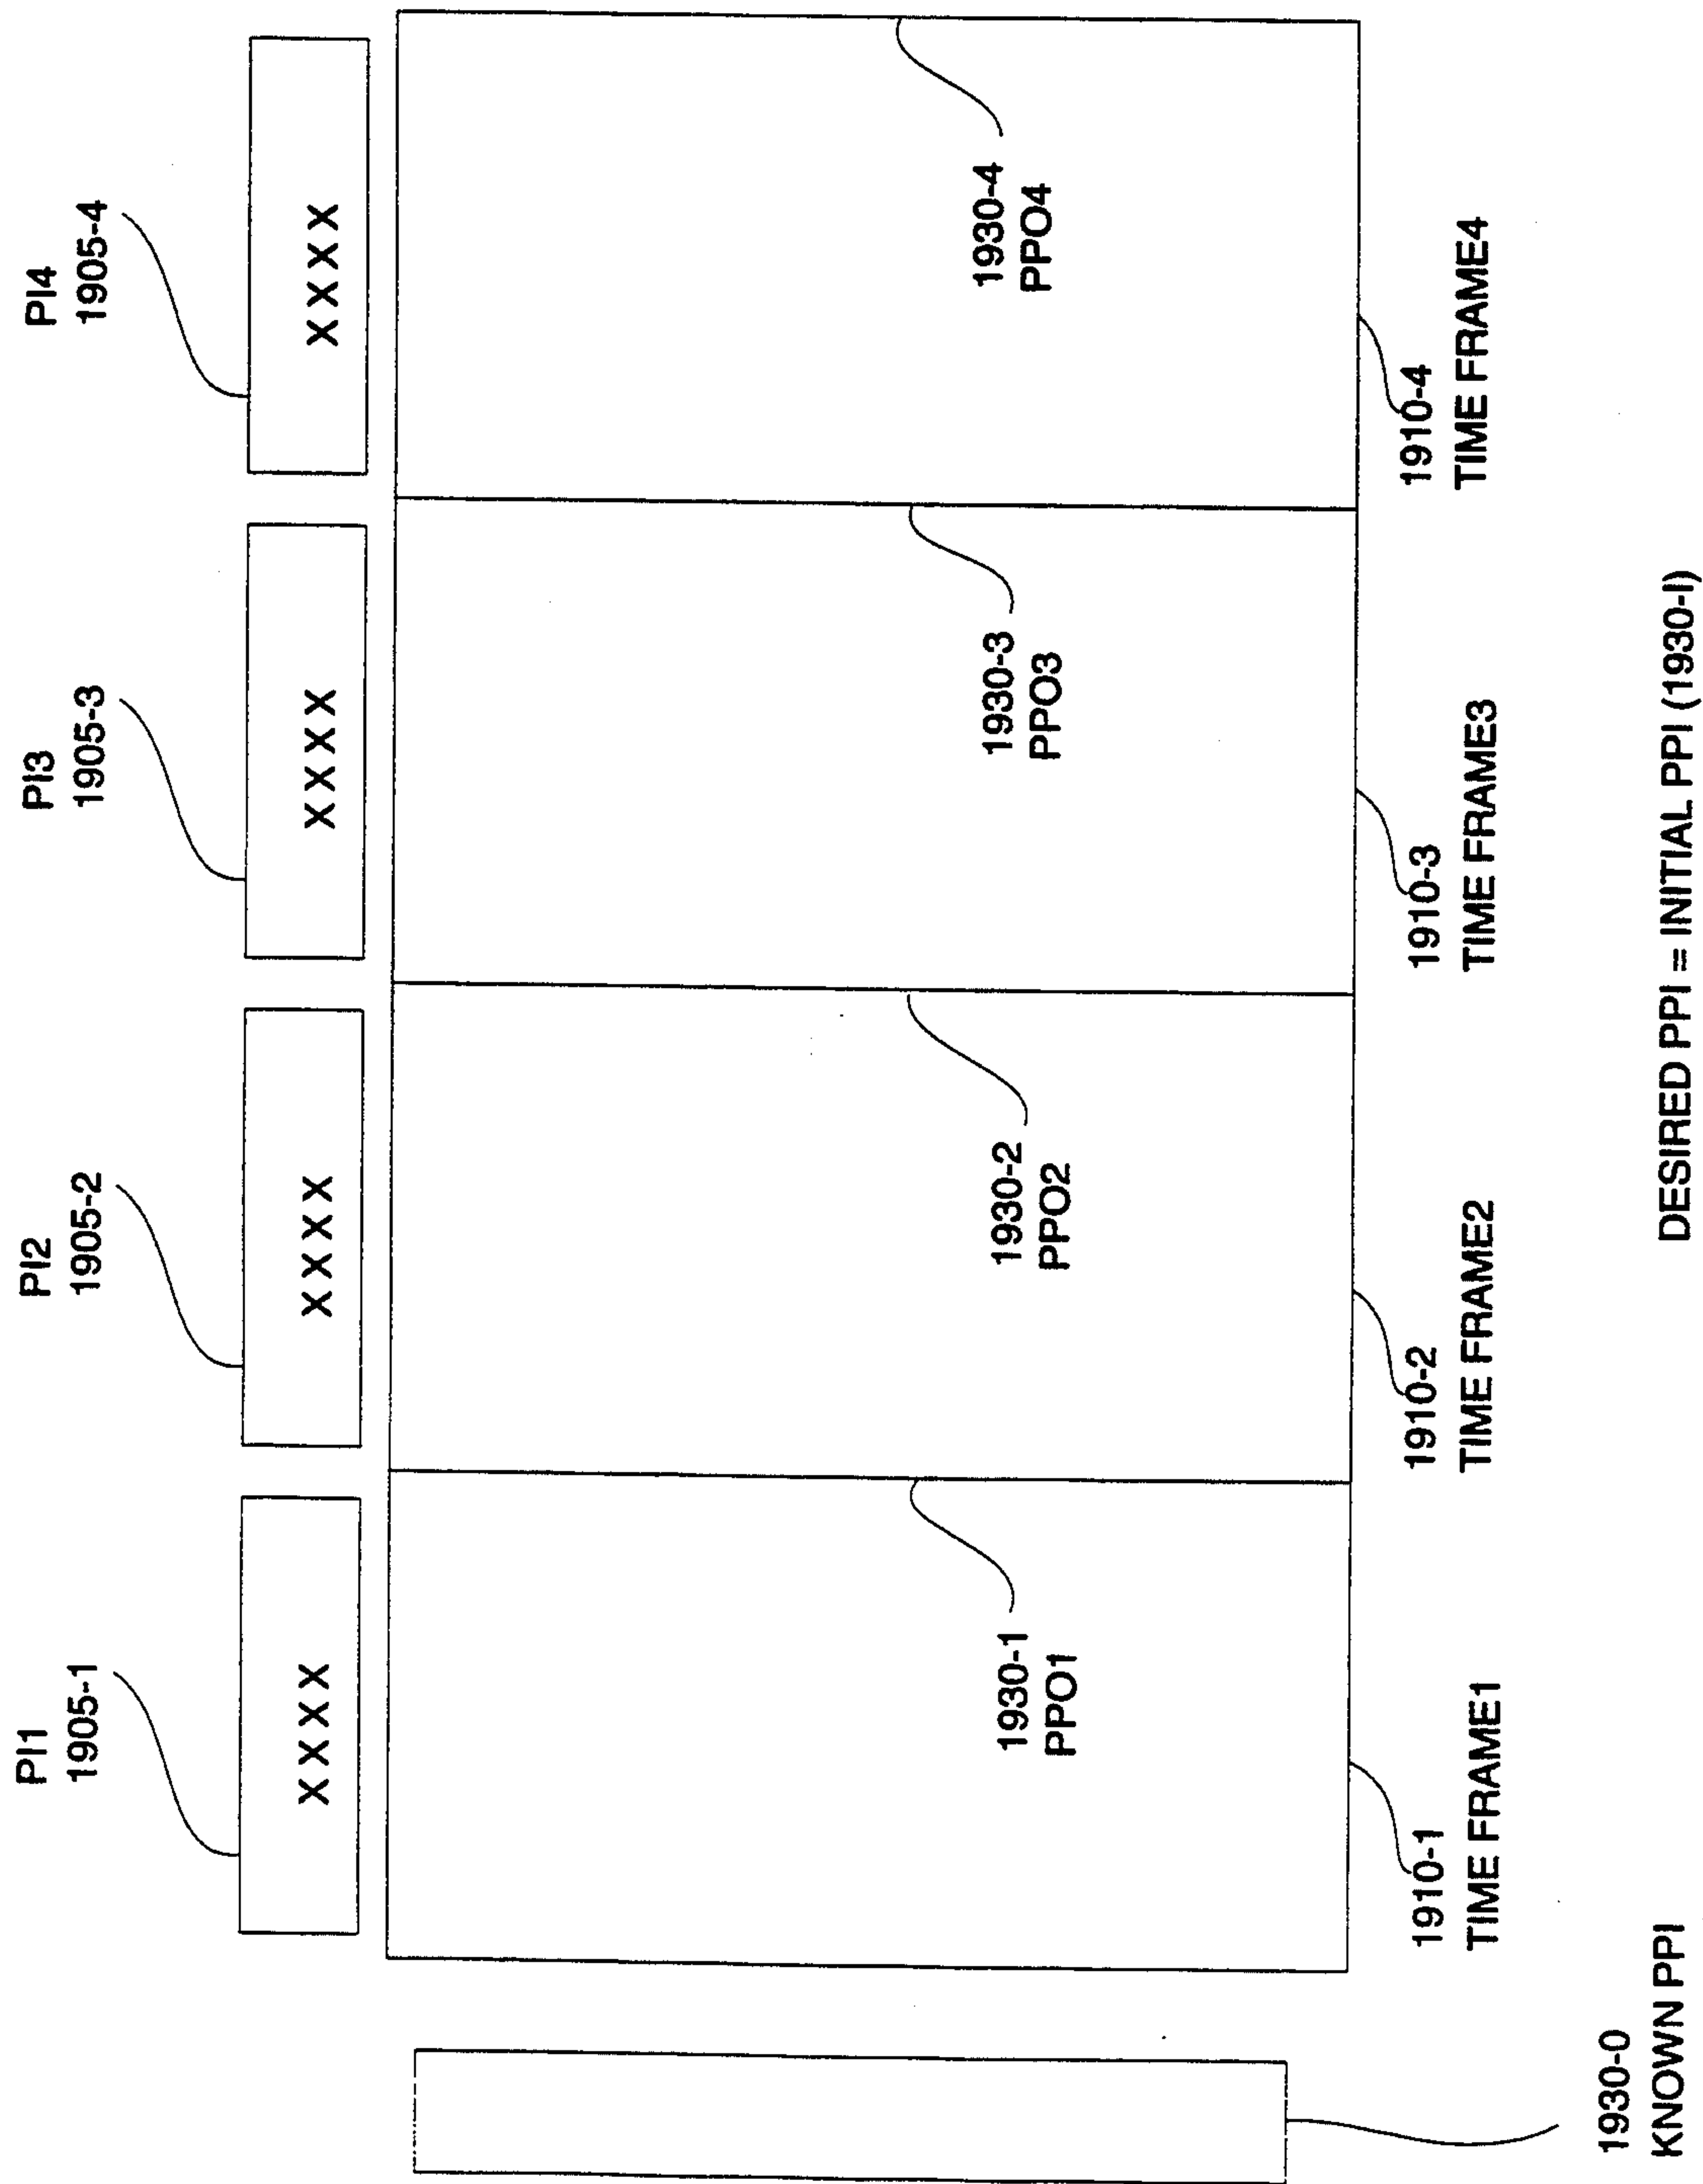 PI1
1905-1
PI2
1905-2
PI3
1905-3
PI4
1905-4
XXXX
XXXX
XXXX
XXXX
1930-1
PPO1
1930-2
PPO2
1930-3
PPO3
1930-4
PPO4
1910-1
TIME FRAME1
1910-2
TIME FRAME2
1910-3
TIME FRAME3
1910-4
TIME FRAME4
1930-0
KNOWN PPI
DESIRED PPI = INITIAL PPI (1930-I)